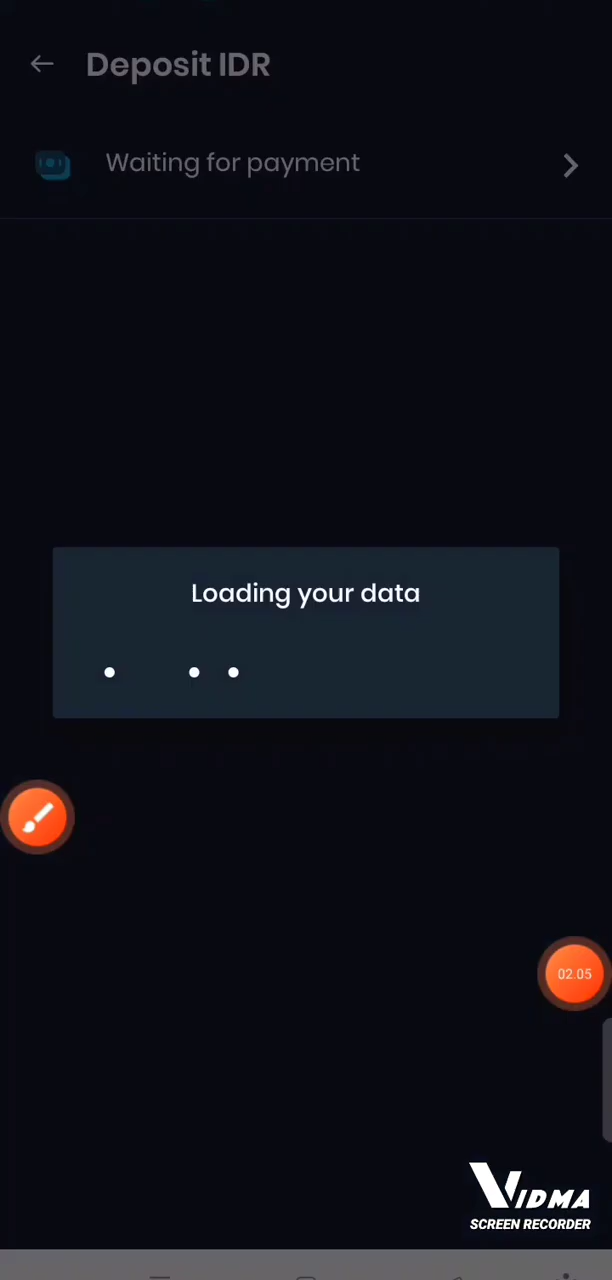 Deposit IDR
Waiting for payment
Loading your data
02.05
VIDMA
SCREEN RECORDER